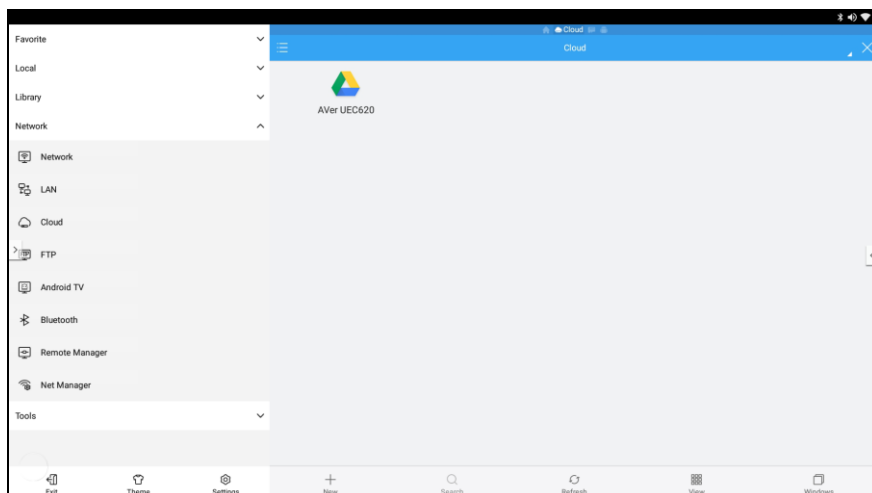 Cloud
Cloud
Favorite
Local
Library
Network
Network
LAN
Cloud
FTP
Android TV
Bluetooth
Remote Manager
Net Manager
Tools
Exit
Theme
Settings
AVer UEC620
New
Search
Refresh
View
Windows